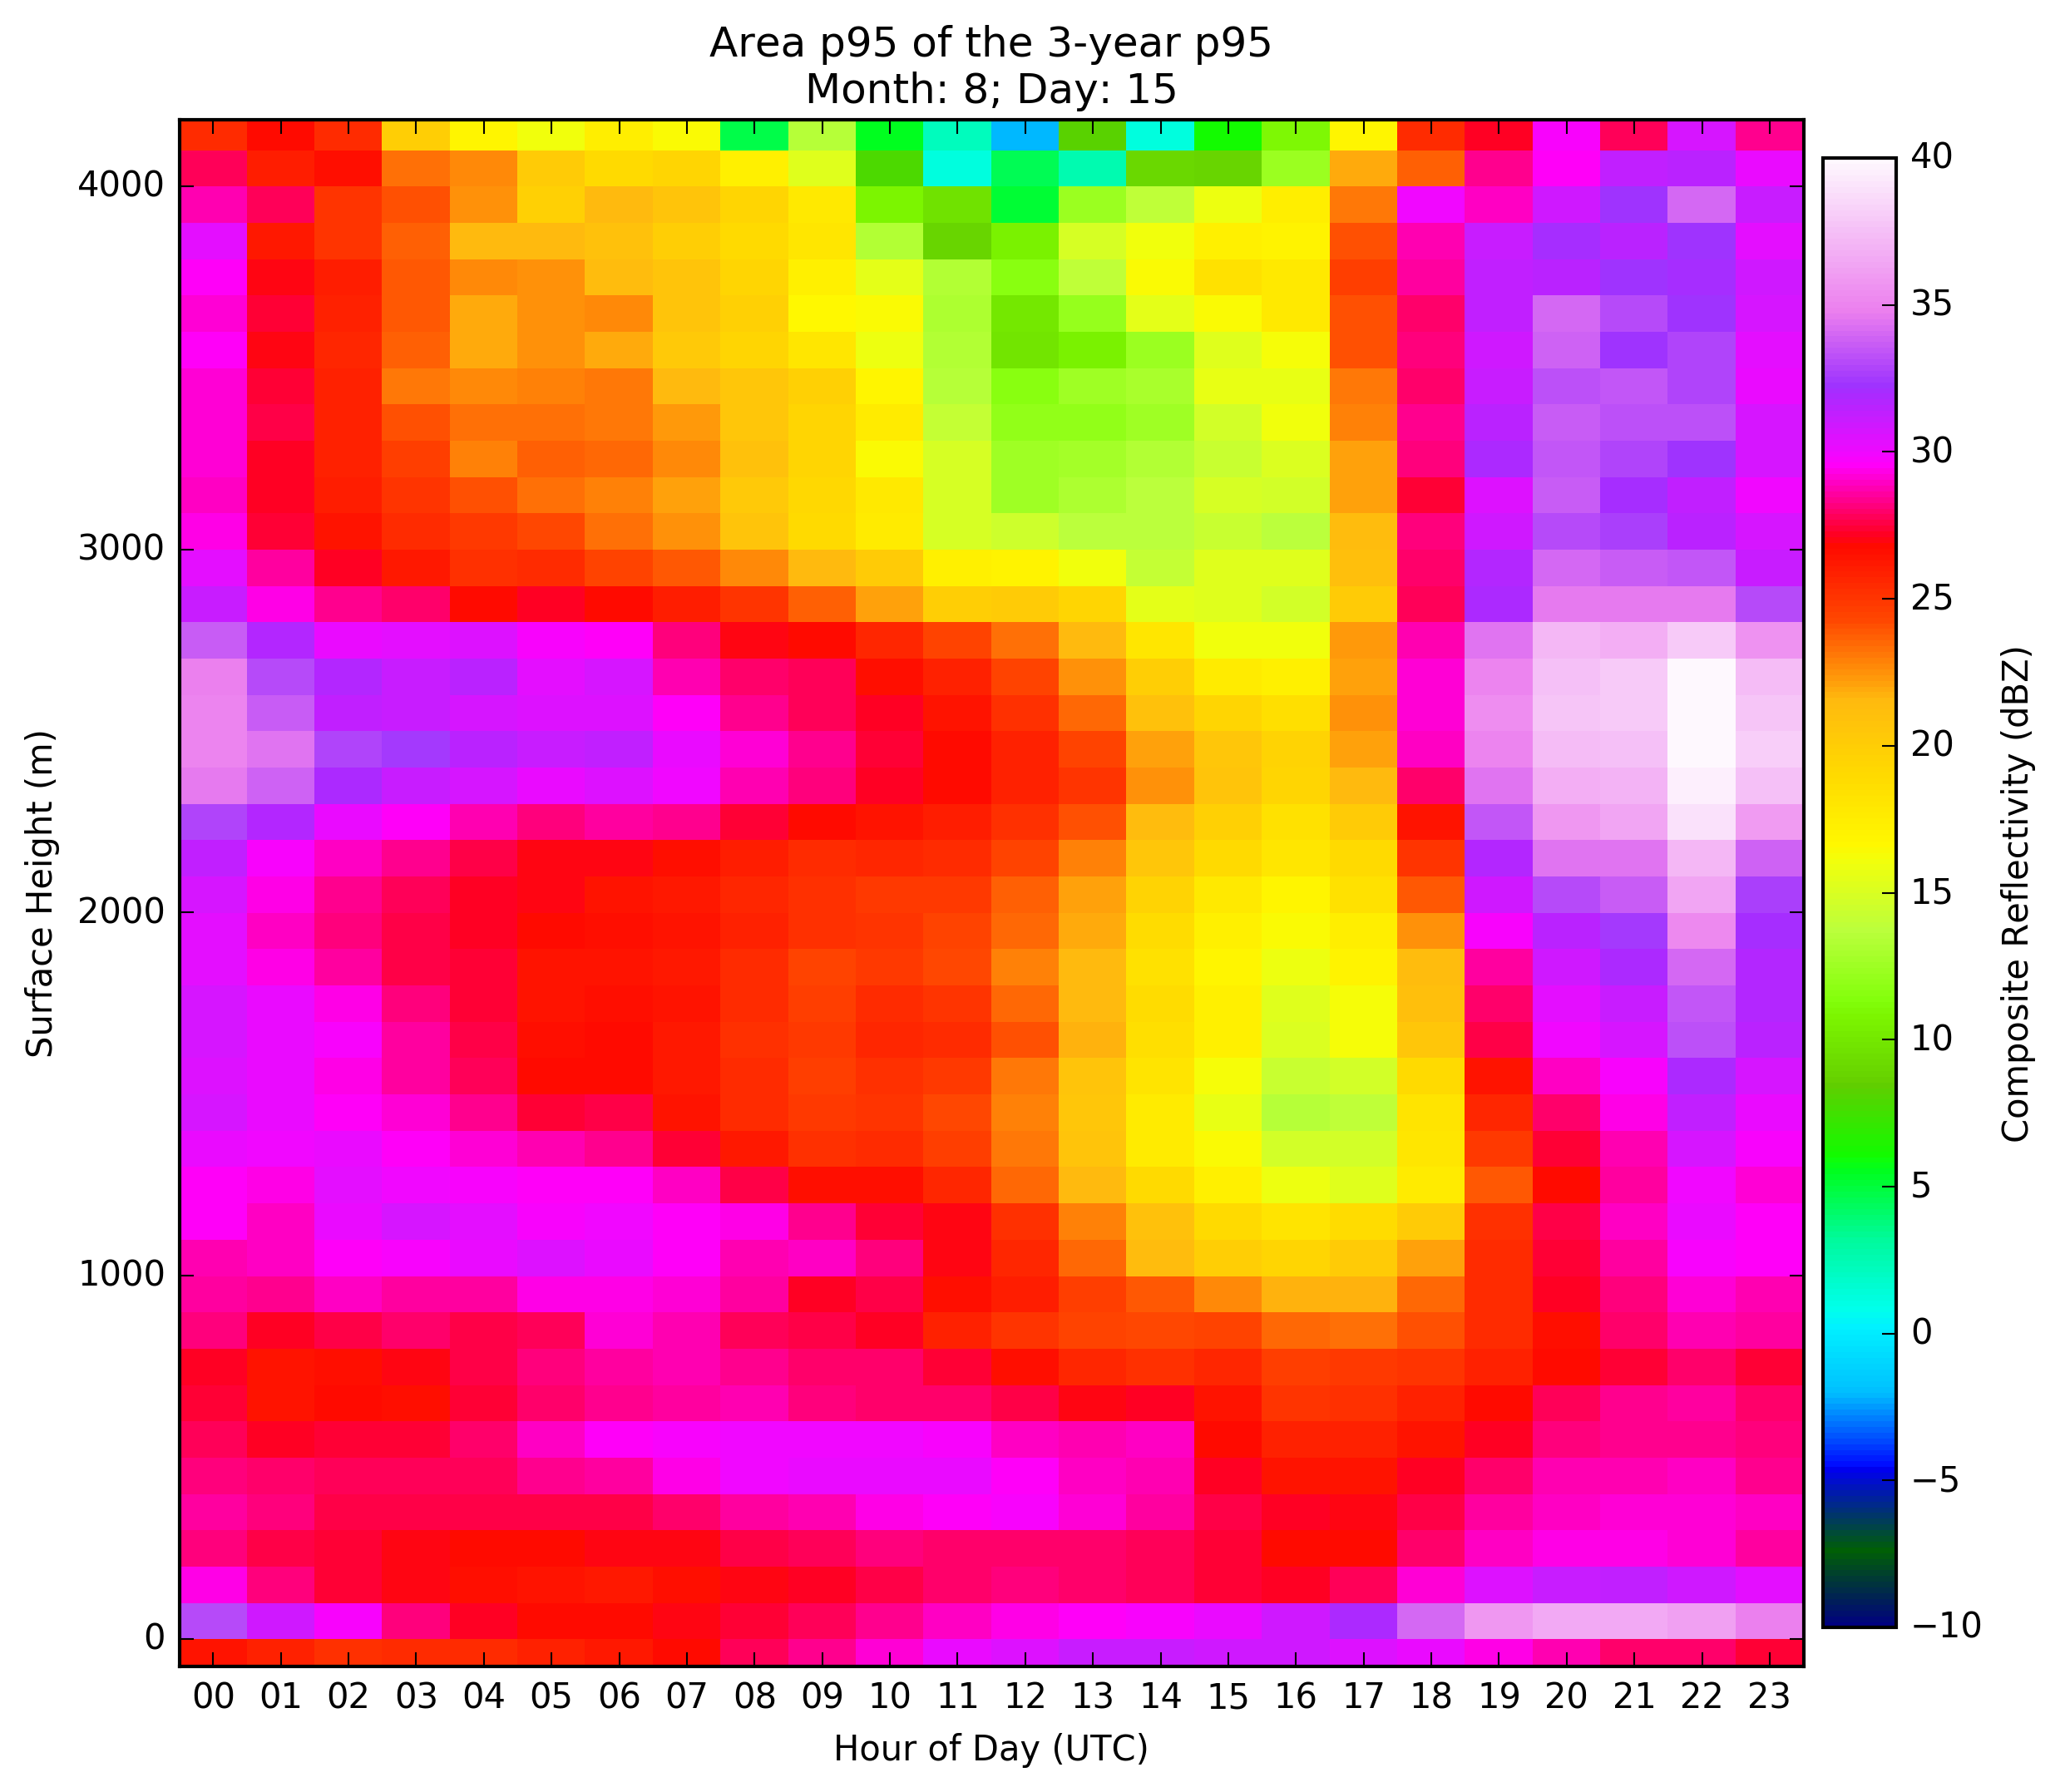 Area p95 of the 3-year p95
Month: 8; Day: 15
Surface Height (m)
4000
3000
2000
1000
0
00 01 02 03 04 05 06 07 08 09 10 11 12 13 14 15 16 17 18 19 20 21 22 23
Hour of Day (UTC)
40
35
30
25
20
15
10
5
0
−5
−10
Composite Reflectivity (dBZ)